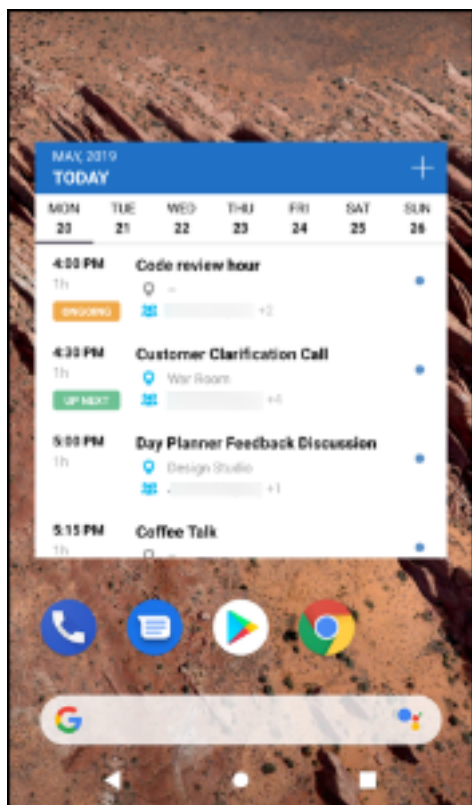 MAY, 2019
TODAY
MON TUE WED THU FRI SAT SUN
20 21 22 23 24 25 26
4:00 PM Code review hour
1h –
ONGOING +2
4:30 PM Customer Clarification Call
1h War Room
UP NEXT +4
5:00 PM Day Planner Feedback Discussion
1h Design Studio
+1
5:15 PM Coffee Talk
1h –